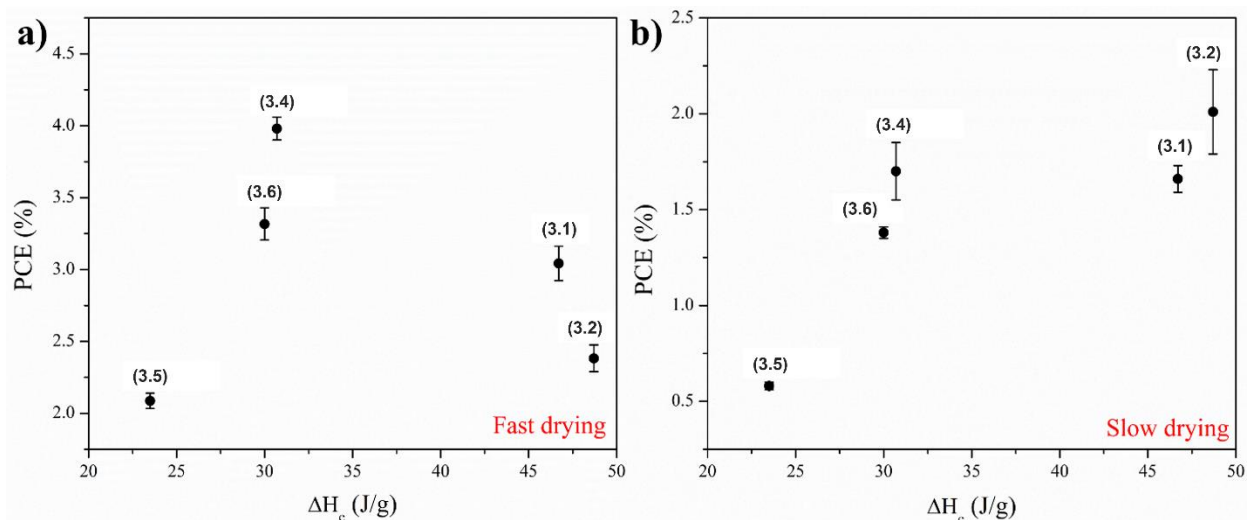 a)
4.5
4.0
3.5
3.0
2.5
2.0
PCE (%)
(3.4)
(3.6)
(3.1)
(3.2)
(3.5)
Fast drying
20 25 30 35 40 45 50
ΔHc (J/g)
b)
2.5
2.0
1.5
1.0
0.5
PCE (%)
(3.2)
(3.4)
(3.1)
(3.6)
(3.5)
Slow drying
20 25 30 35 40 45 50
ΔHc (J/g)